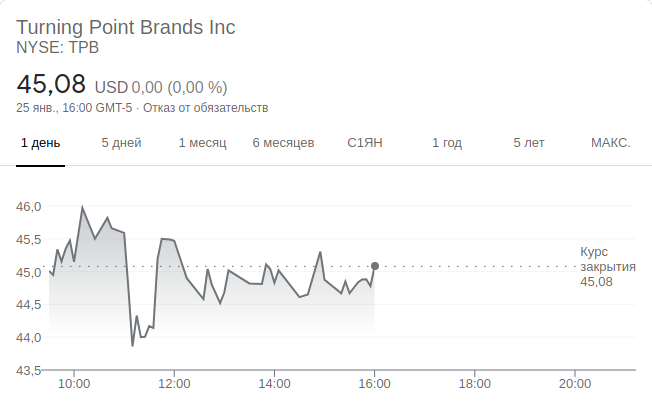 Turning Point Brands Inc
NYSE: TPB
45,08 USD 0,00 (0,00 %)
25 янв., 16:00 GMT-5 · Отказ от обязательств
1 день 5 дней 1 месяц 6 месяцев С1ЯН 1 год 5 лет МАКС.
46,0
45,5
Курс
закрытия
45,08
45,0
44,5
44,0
43,5
10:00 12:00 14:00 16:00 18:00 20:00